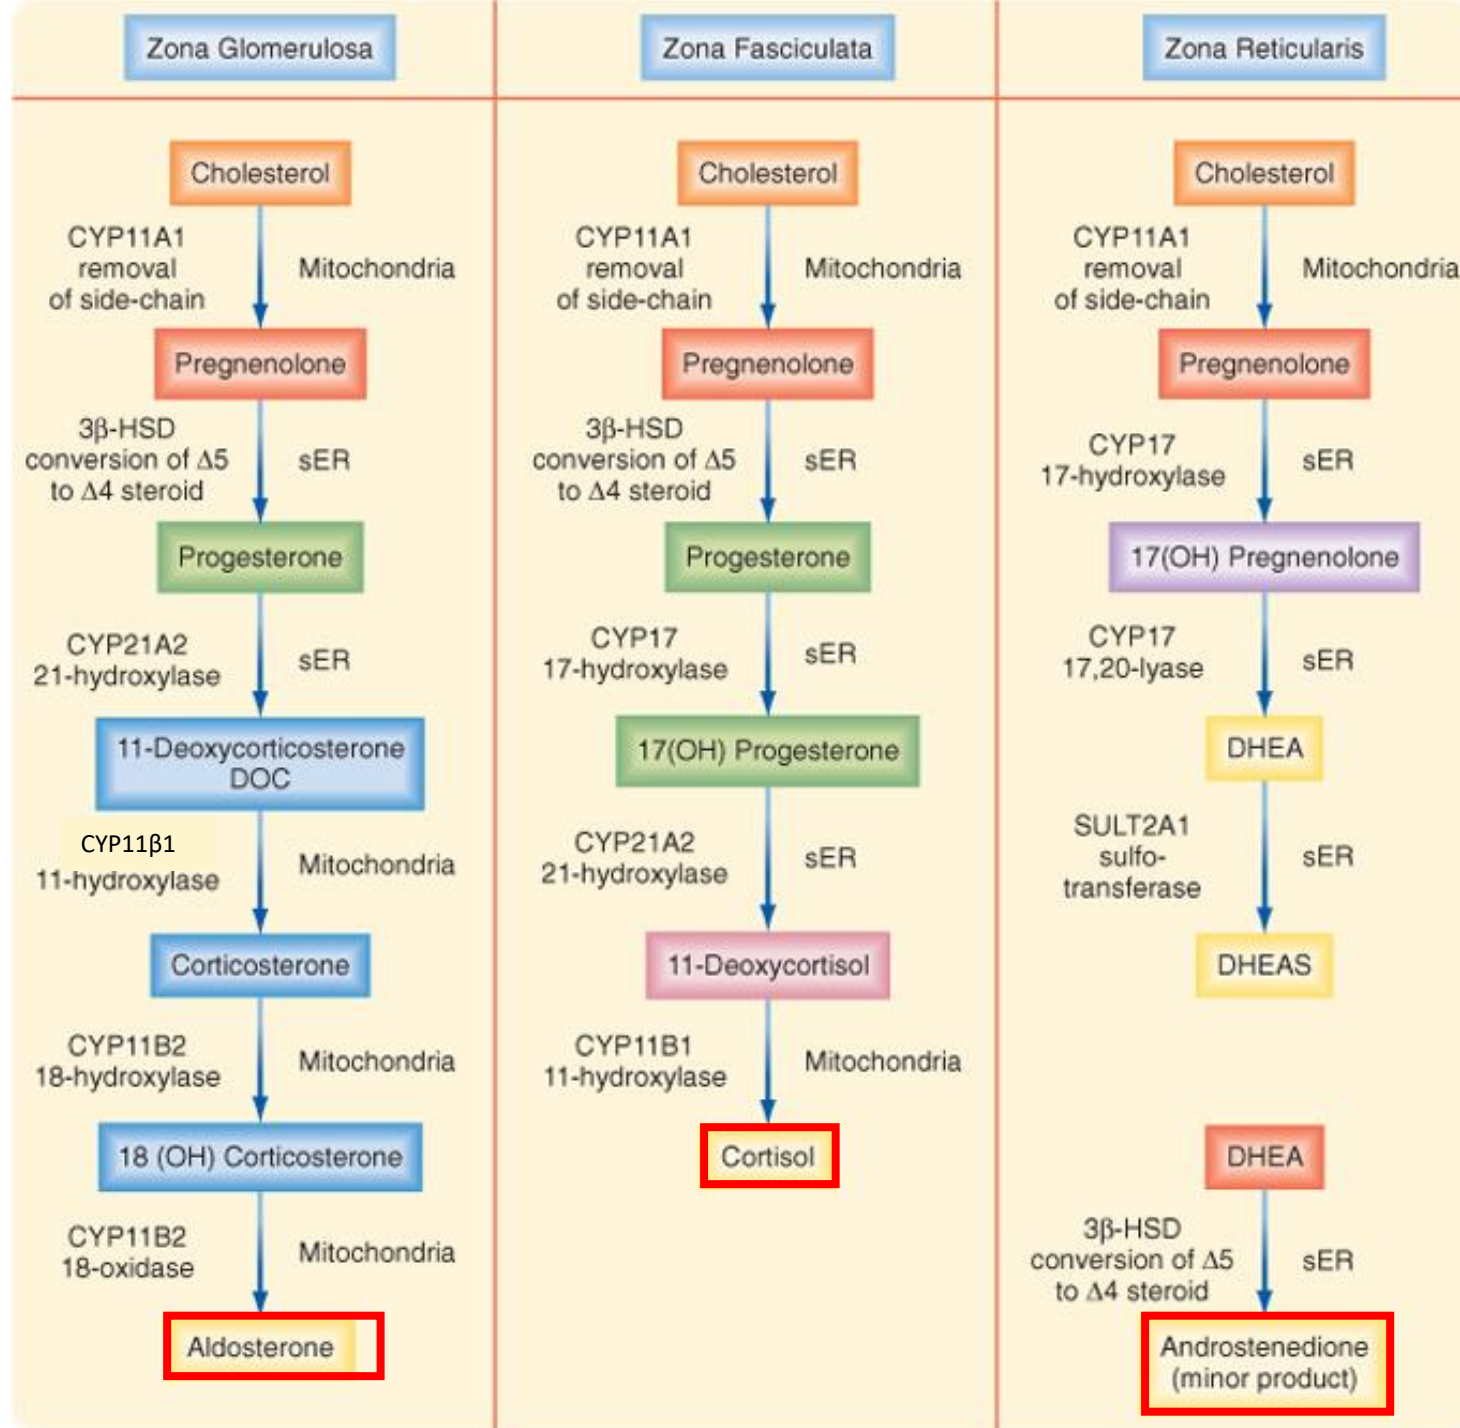 Zona Glomerulosa
Cholesterol
CYP11A1
removal
of side-chain
Mitochondria
Pregnenolone
3β-HSD
conversion of Δ5
to Δ4 steroid
sER
Progesterone
CYP21A2
21-hydroxylase
sER
11-Deoxycorticosterone
DOC
CYP11β1
11-hydroxylase
Mitochondria
Corticosterone
CYP11B2
18-hydroxylase
Mitochondria
18 (OH) Corticosterone
CYP11B2
18-oxidase
Mitochondria
Aldosterone
Zona Fasciculata
Cholesterol
CYP11A1
removal
of side-chain
Mitochondria
Pregnenolone
3β-HSD
conversion of Δ5
to Δ4 steroid
sER
Progesterone
CYP17
17-hydroxylase
sER
17(OH) Progesterone
CYP21A2
21-hydroxylase
sER
11-Deoxycortisol
CYP11B1
11-hydroxylase
Mitochondria
Cortisol
Zona Reticularis
Cholesterol
CYP11A1
removal
of side-chain
Mitochondria
Pregnenolone
CYP17
17-hydroxylase
sER
17(OH) Pregnenolone
CYP17
17,20-lyase
sER
DHEA
SULT2A1
sulfo-
transferase
sER
DHEAS
DHEA
3β-HSD
conversion of Δ5
to Δ4 steroid
sER
Androstenedione
(minor product)